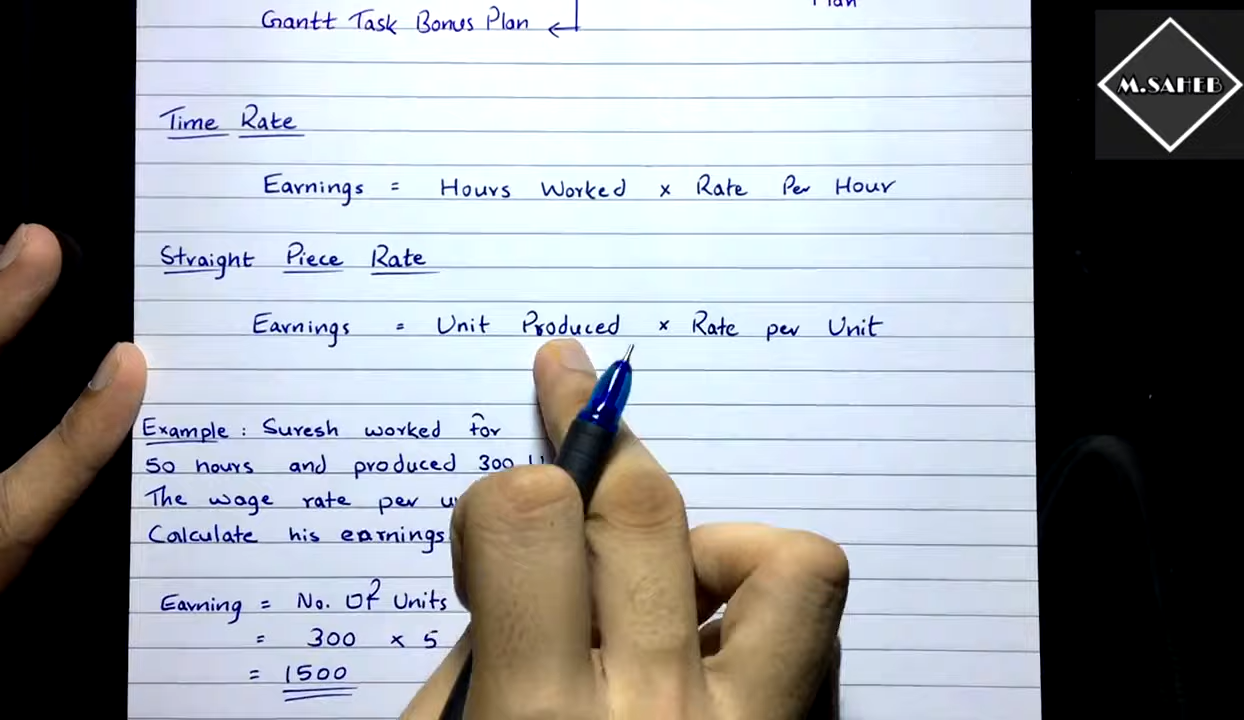 Plan
Gantt Task Bonus Plan
M.SAHEB
Time Rate
Earnings = Hours Worked x Rate Per Hour
Straight Piece Rate
Earnings = Unit Produced x Rate per Unit
Example : Suresh worked for
50 hours and produced 300
The wage rate per
Calculate his earnings
Earning = No. Of Units
= 300 x 5
= 1500